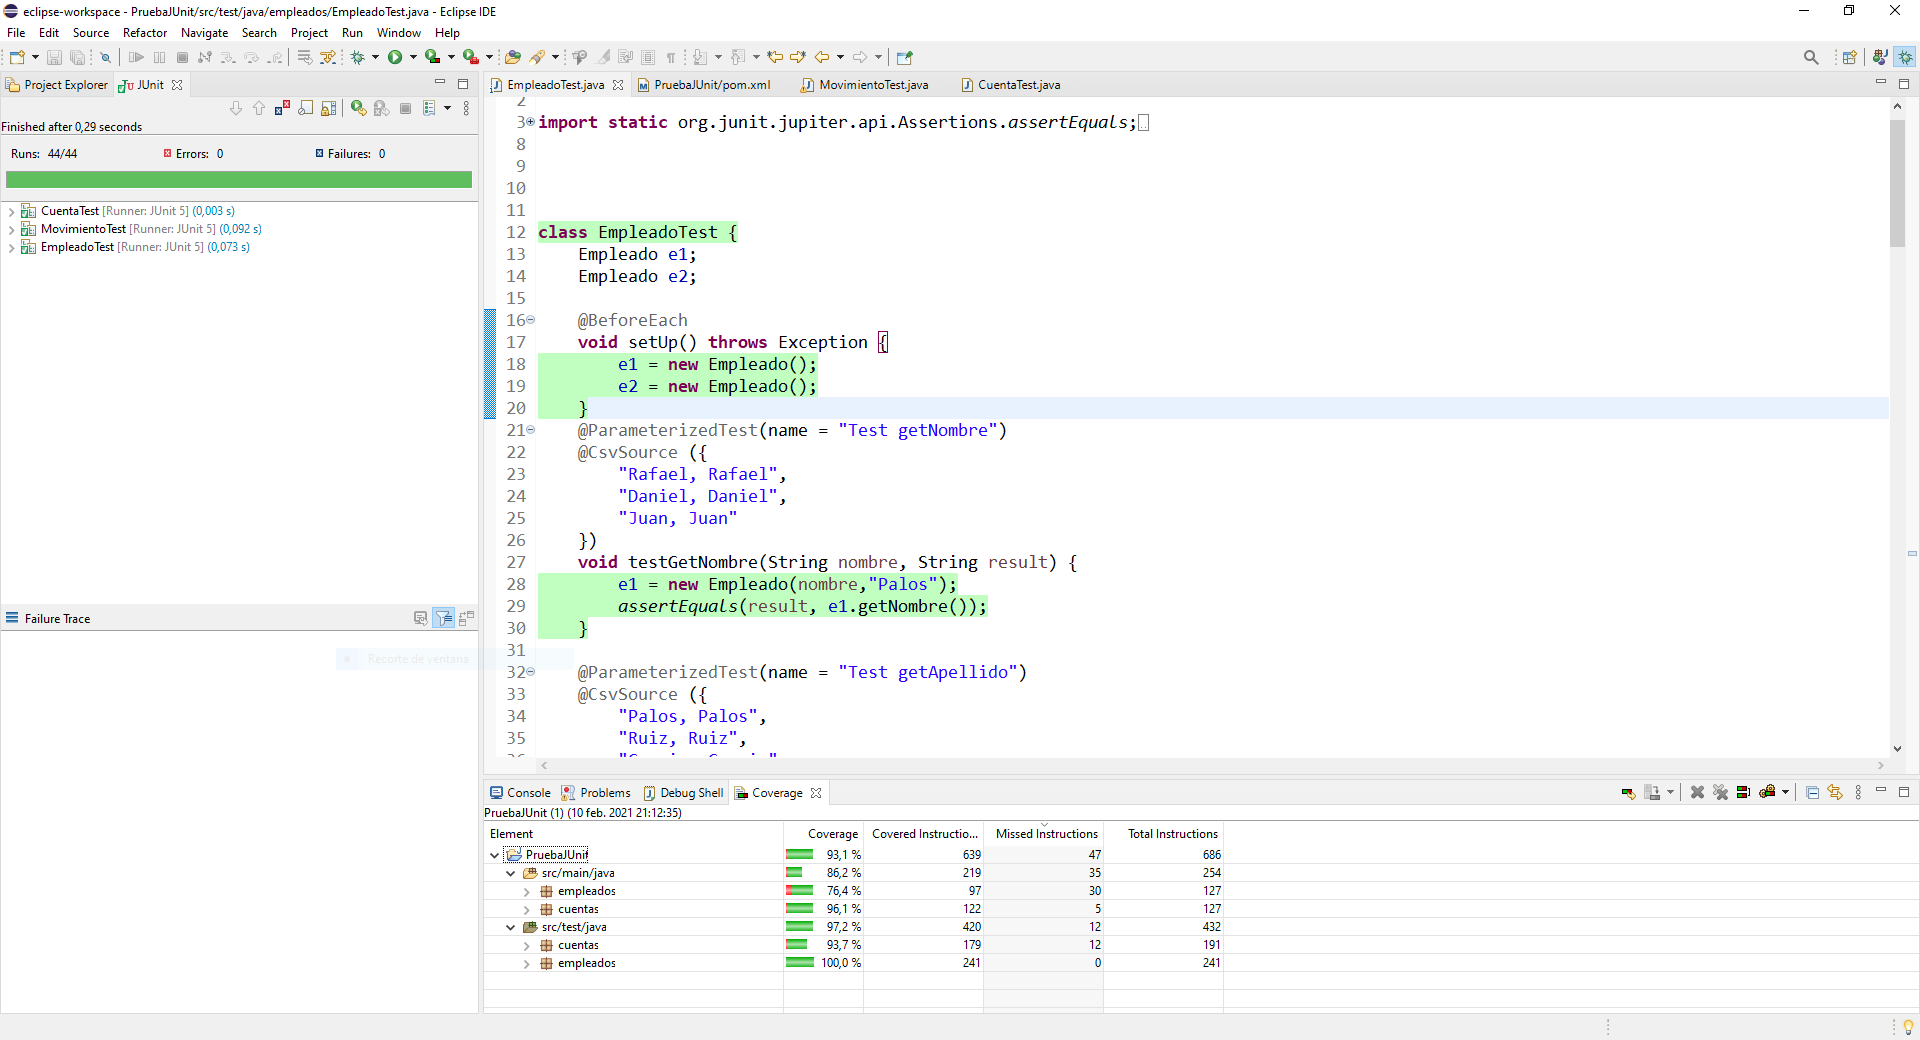 eclipse-workspace - PruebaJUnit/src/test/java/empleados/EmpleadoTest.java - Eclipse IDE
File Edit Source Refactor Navigate Search Project Run Window Help
Project Explorer JUnit
Finished after 0,29 seconds
Runs: 44/44 Errors: 0 Failures: 0
CuentaTest [Runner: JUnit 5] (0,003 s)
MovimientoTest [Runner: JUnit 5] (0,092 s)
EmpleadoTest [Runner: JUnit 5] (0,073 s)
Failure Trace
Recorte de ventana
EmpleadoTest.java PruebaJUnit/pom.xml MovimientoTest.java CuentaTest.java
2
3 import static org.junit.jupiter.api.Assertions.assertEquals;
8
9
10
11
12 class EmpleadoTest {
13 Empleado e1;
14 Empleado e2;
15
16 @BeforeEach
17 void setUp() throws Exception {
18 e1 = new Empleado();
19 e2 = new Empleado();
20 }
21 @ParameterizedTest(name = "Test getNombre")
22 @CsvSource ({
23 "Rafael, Rafael",
24 "Daniel, Daniel",
25 "Juan, Juan"
26 })
27 void testGetNombre(String nombre, String result) {
28 e1 = new Empleado(nombre,"Palos");
29 assertEquals(result, e1.getNombre());
30 }
31
32 @ParameterizedTest(name = "Test getApellido")
33 @CsvSource ({
34 "Palos, Palos",
35 "Ruiz, Ruiz",
Console Problems Debug Shell Coverage
PruebaJUnit (1) (10 feb. 2021 21:12:35)
Element Coverage Covered Instructio... Missed Instructions Total Instructions
PruebaJUnit 93,1 % 639 47 686
src/main/java 86,2 % 219 35 254
empleados 76,4 % 97 30 127
cuentas 96,1 % 122 5 127
src/test/java 97,2 % 420 12 432
cuentas 93,7 % 179 12 191
empleados 100,0 % 241 0 241